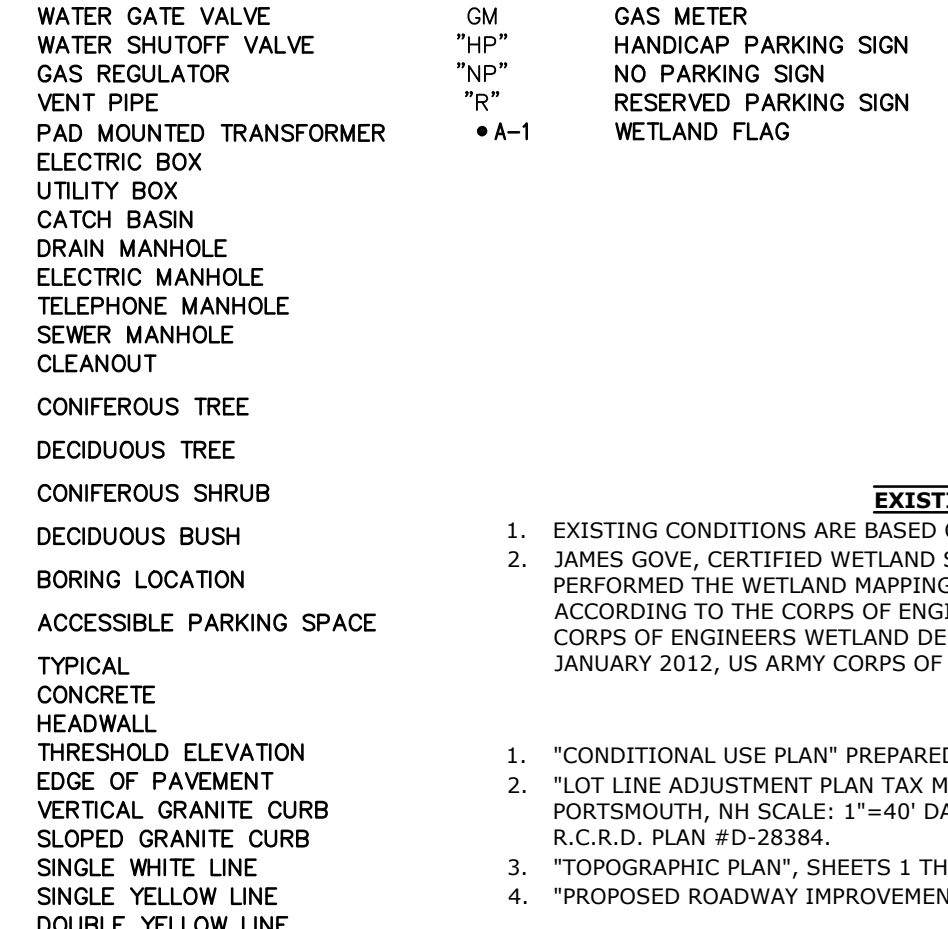 WATER GATE VALVE
WATER SHUTOFF VALVE
GAS REGULATOR
VENT PIPE
PAD MOUNTED TRANSFORMER
ELECTRIC BOX
UTILITY BOX
CATCH BASIN
DRAIN MANHOLE
ELECTRIC MANHOLE
TELEPHONE MANHOLE
SEWER MANHOLE
CLEANOUT
CONIFEROUS TREE
DECIDUOUS TREE
CONIFEROUS SHRUB
DECIDUOUS BUSH
BORING LOCATION
ACCESSIBLE PARKING SPACE
TYPICAL
CONCRETE
HEADWALL
THRESHOLD ELEVATION
EDGE OF PAVEMENT
VERTICAL GRANITE CURB
SLOPED GRANITE CURB
SINGLE WHITE LINE
SINGLE YELLOW LINE
DOUBLE YELLOW LINE
GM GAS METER
"HP" HANDICAP PARKING SIGN
"NP" NO PARKING SIGN
"R" RESERVED PARKING SIGN
•A-1 WETLAND FLAG
1. EXISTING CONDITIONS ARE BASED
2. JAMES GOVE, CERTIFIED WETLAND
PERFORMED THE WETLAND MAPPING
ACCORDING TO THE CORPS OF
CORPS OF ENGINEERS WETLAND
JANUARY 2012, US ARMY CORPS OF
1. "CONDITIONAL USE PLAN" PREPARED
2. "LOT LINE ADJUSTMENT PLAN TAX
PORTSMOUTH, NH SCALE: 1"=40'
R.C.R.D. PLAN #D-28384.
3. "TOPOGRAPHIC PLAN", SHEETS 1
4. "PROPOSED ROADWAY